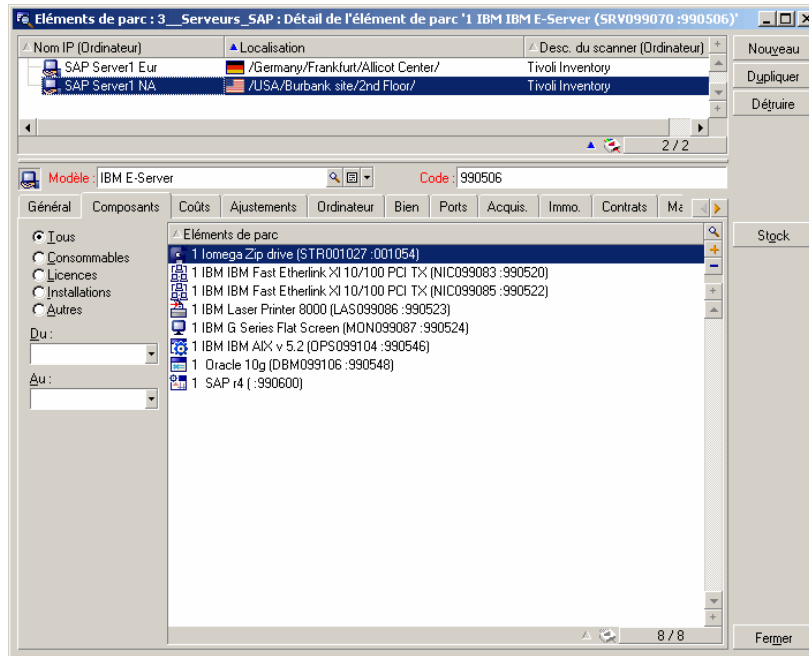 Eléments de parc : 3__Serveurs_SAP : Détail de l'élément de parc '1 IBM IBM E-Server (SRV099070 :990506)'
Nom IP (Ordinateur) Localisation Desc. du scanner (Ordinateur)
SAP Server1 Eur /Germany/Frankfurt/Allicot Center/ Tivoli Inventory
SAP Server1 NA /USA/Burbank site/2nd Floor/ Tivoli Inventory
2 / 2
Nouveau
Dupliquer
Détruire
Modèle : IBM E-Server Code : 990506
Général Composants Coûts Ajustements Ordinateur Bien Ports Acquis. Immo. Contrats Ma
Tous
Consommables
Licences
Installations
Autres
Du :
Au :
Eléments de parc
1 Iomega Zip drive (STR001027 :001054)
1 IBM IBM Fast Etherlink Xl 10/100 PCI TX (NIC099083 :990520)
1 IBM IBM Fast Etherlink Xl 10/100 PCI TX (NIC099085 :990522)
1 IBM Laser Printer 8000 (LAS099086 :990523)
1 IBM G Series Flat Screen (MON099087 :990524)
1 IBM IBM AIX v 5.2 (OPS099104 :990546)
1 Oracle 10g (DBM099106 :990548)
1 SAP r4 ( :990600)
8 / 8
Stock
Fermer